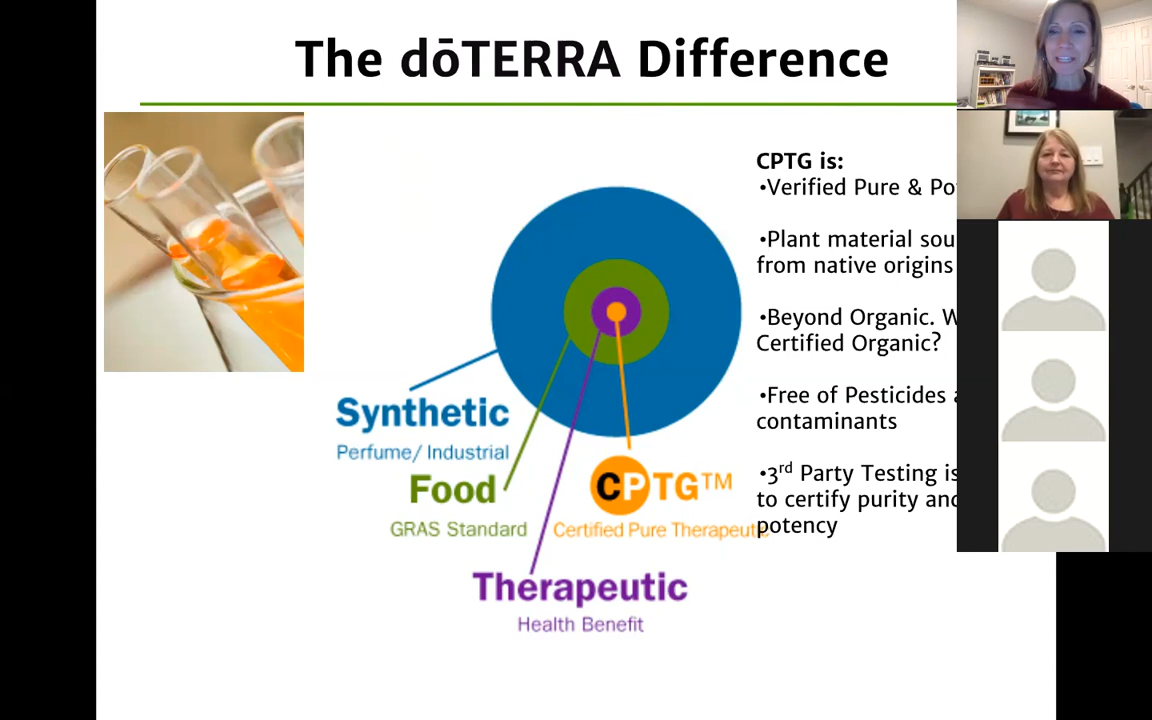 The dōTERRA Difference
CPTG is:
•Verified Pure & Po
•Plant material sou
from native origins
•Beyond Organic. W
Certified Organic?
•Free of Pesticides a
contaminants
•3rd Party Testing is
to certify purity and
potency
Synthetic
Perfume/ Industrial
Food
GRAS Standard
CPTG™
Certified Pure Therapeutic
Therapeutic
Health Benefit